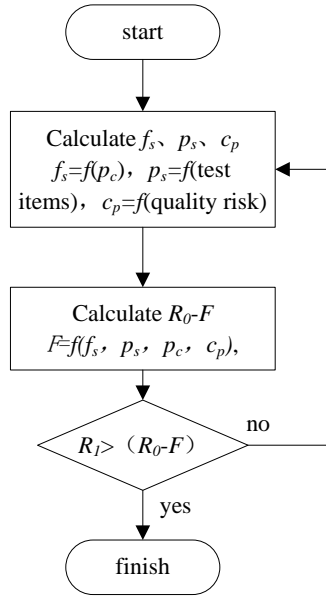 start
Calculate fs、ps、cp
fs=f(pc)，ps=f(test
items)，cp=f(quality risk)
Calculate R0-F
F=f(fs，ps，pc，cp),
R1>（R0-F）
no
yes
finish